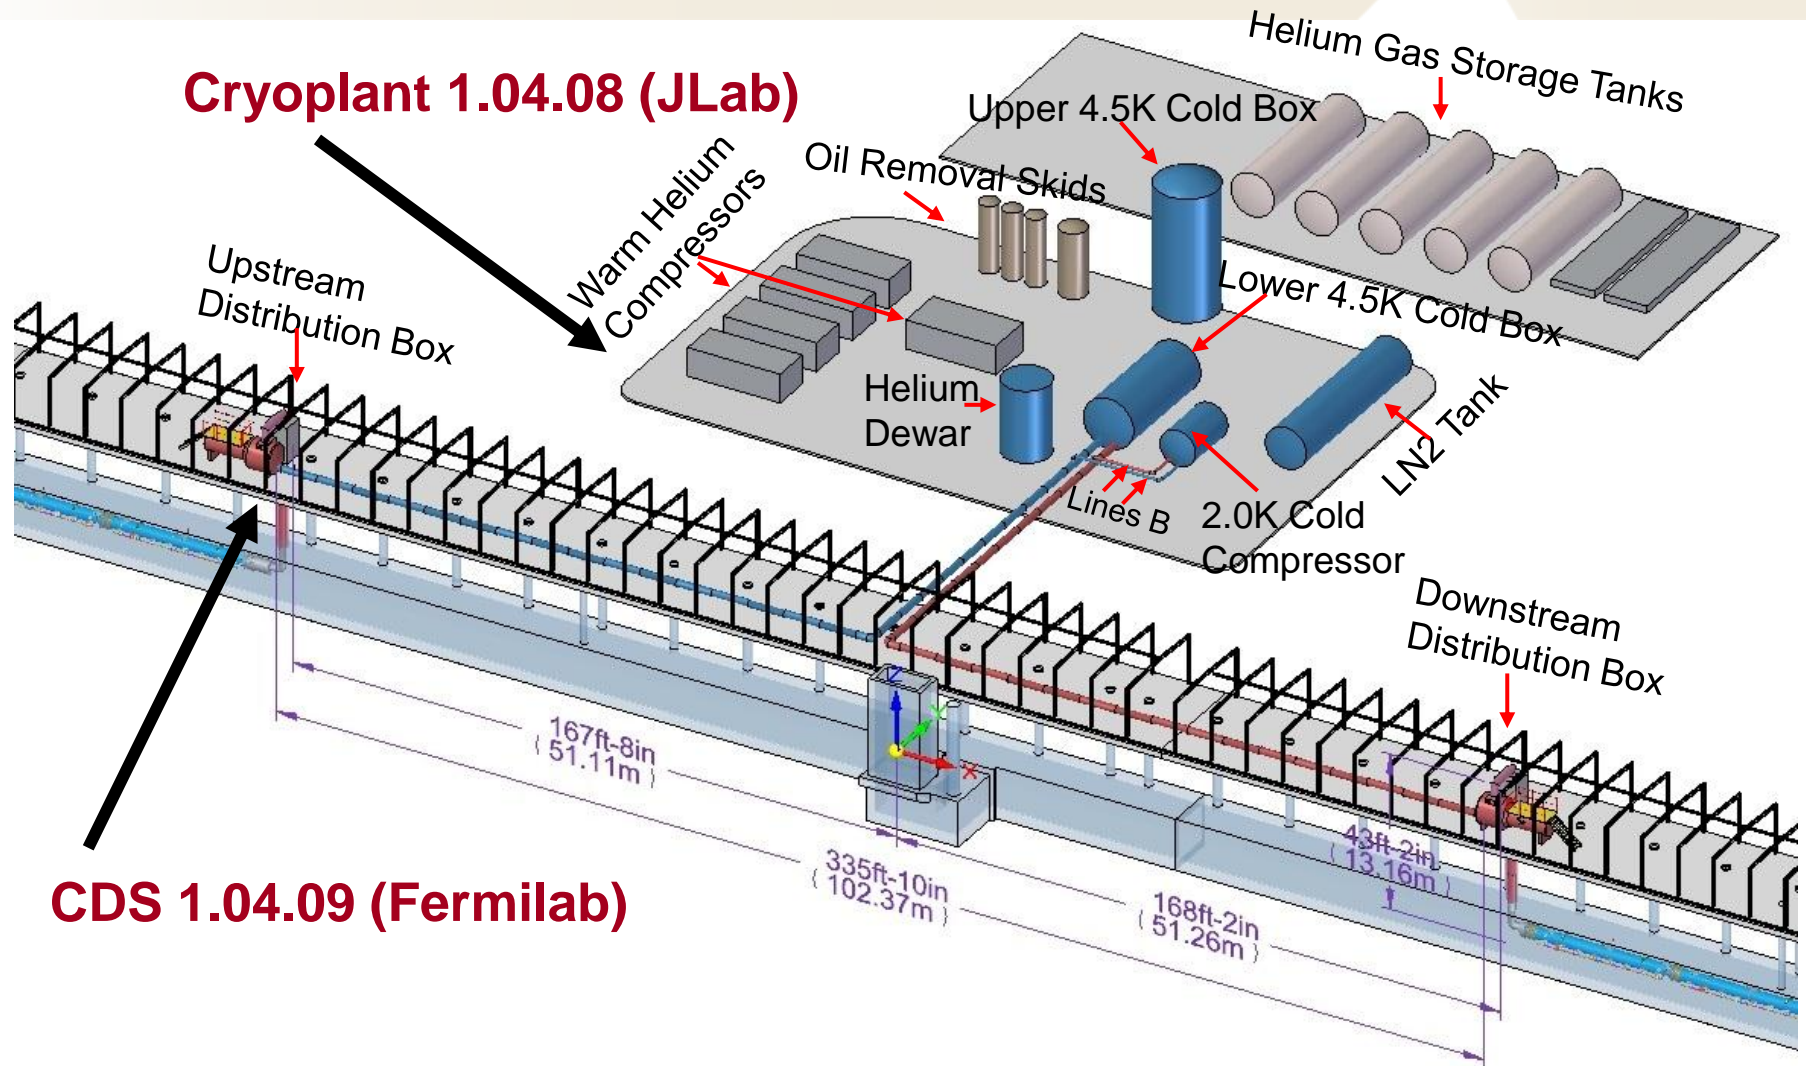 Helium Gas Storage Tanks
Cryoplant 1.04.08 (JLab)
Upper 4.5K Cold Box
Oil Removal Skids
Warm Helium
Compressors
Upstream
Distribution Box
Lower 4.5K Cold Box
Helium
Dewar
LN2 Tank
Lines B
2.0K Cold
Compressor
Downstream
Distribution Box
Z
Y
X
167ft-8in
( 51.11m )
43ft-2in
( 13.16m )
335ft-10in
( 102.37m )
168ft-2in
( 51.26m )
CDS 1.04.09 (Fermilab)